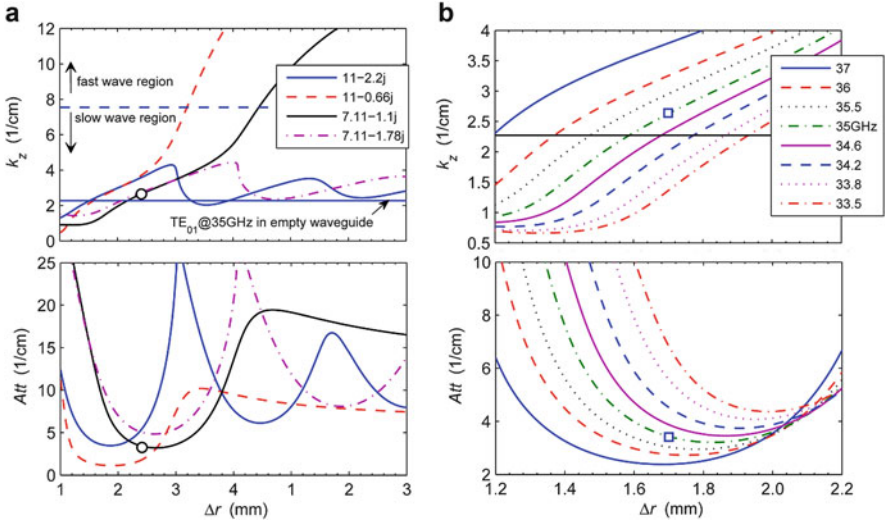 a
12
10
8
6
4
2
0
k_z (1/cm)
fast wave region
slow wave region
11−2.2j
11−0.66j
7.11−1.1j
7.11−1.78j
TE01@35GHz in empty waveguide
25
20
15
10
5
0
Att (1/cm)
1 2 3 4 1 2 3
Δr (mm)
b
4
3.5
3
2.5
2
1.5
1
0.5
k_z (1/cm)
37
36
35.5
35GHz
34.6
34.2
33.8
33.5
10
8
6
4
2
Att (1/cm)
1.2 1.4 1.6 1.8 2.0 2.2
Δr (mm)